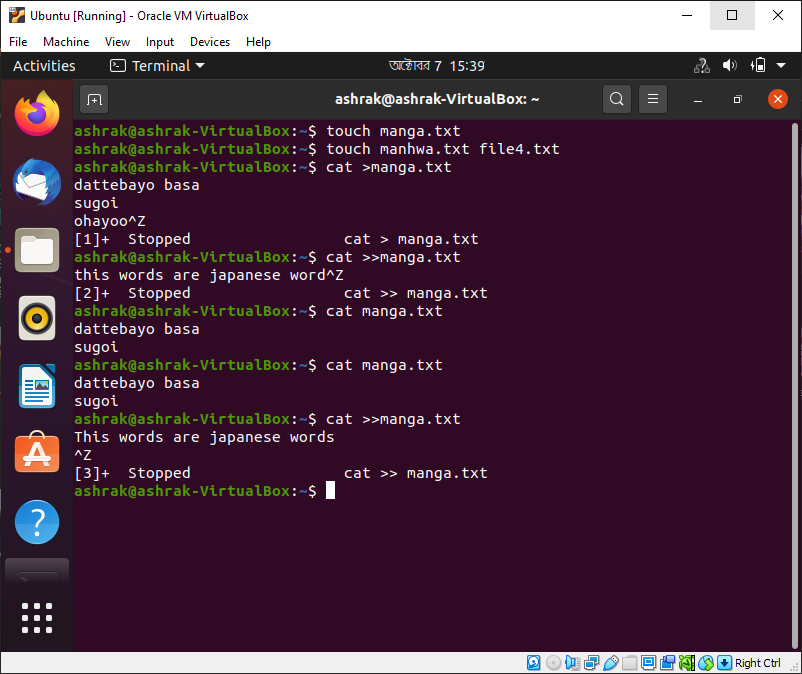 Ubuntu [Running] - Oracle VM VirtualBox
File Machine View Input Devices Help
Activities Terminal অক্টোবর 7 15:39
ashrak@ashrak-VirtualBox: ~
ashrak@ashrak-VirtualBox:~$ touch manga.txt
ashrak@ashrak-VirtualBox:~$ touch manhwa.txt file4.txt
ashrak@ashrak-VirtualBox:~$ cat >manga.txt
dattebayo basa
sugoi
ohayoo^Z
[1]+  Stopped                 cat > manga.txt
ashrak@ashrak-VirtualBox:~$ cat >>manga.txt
this words are japanese word^Z
[2]+  Stopped                 cat >> manga.txt
ashrak@ashrak-VirtualBox:~$ cat manga.txt
dattebayo basa
sugoi
ashrak@ashrak-VirtualBox:~$ cat manga.txt
dattebayo basa
sugoi
ashrak@ashrak-VirtualBox:~$ cat >>manga.txt
This words are japanese words
^Z
[3]+  Stopped                 cat >> manga.txt
ashrak@ashrak-VirtualBox:~$
Right Ctrl